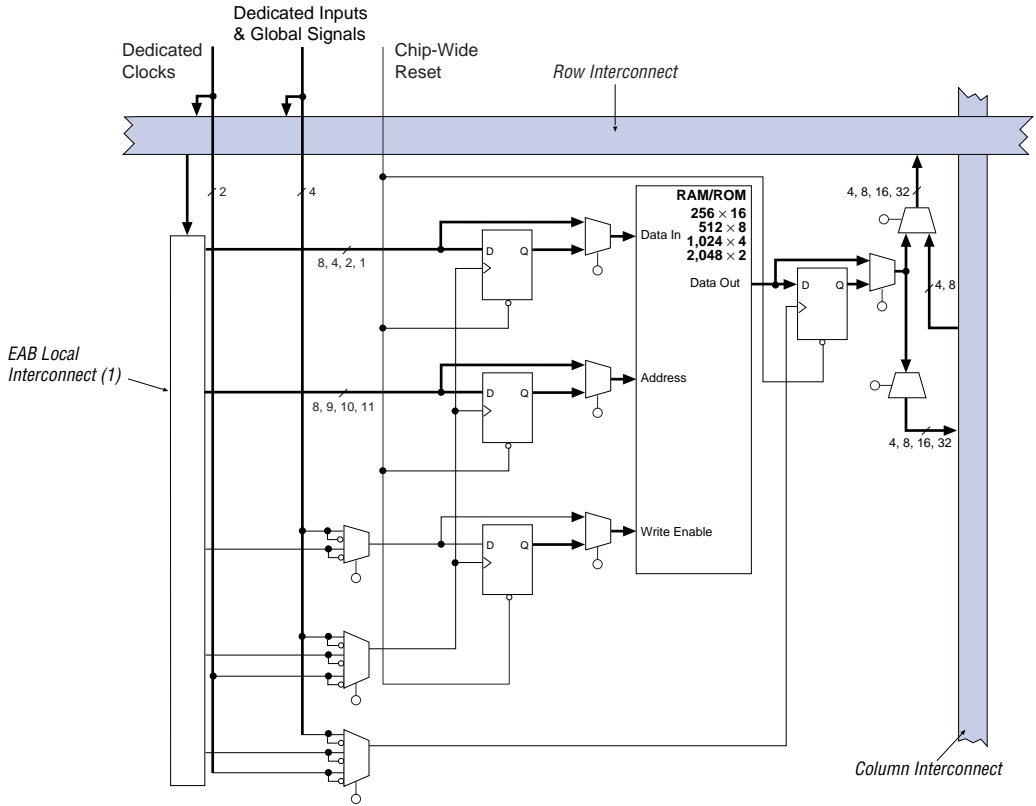 Dedicated Inputs
& Global Signals
Dedicated
Clocks
Chip-Wide
Reset
Row Interconnect
2
4
RAM/ROM
256 × 16
512 × 8
1,024 × 4
2,048 × 2
4, 8, 16, 32
D Q
Data In
8, 4, 2, 1
Data Out
D Q
4, 8
EAB Local
Interconnect (1)
D Q
Address
8, 9, 10, 11
4, 8, 16, 32
D Q
Write Enable
Column Interconnect